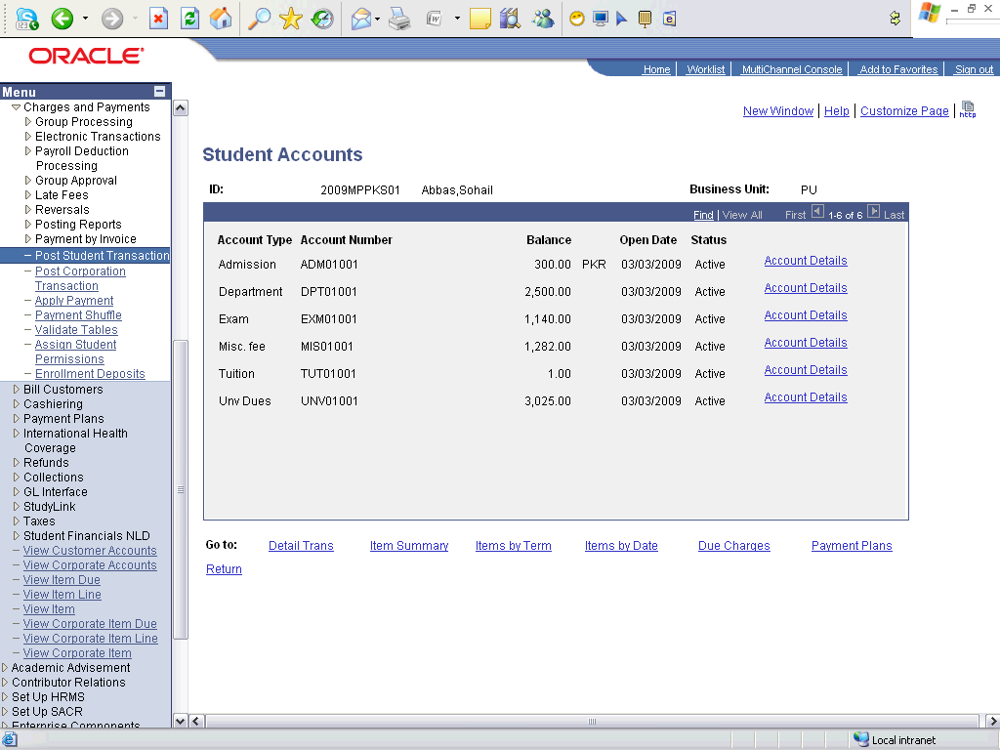 ORACLE
Home Worklist MultiChannel Console Add to Favorites Sign out
New Window Help Customize Page http
Menu
Charges and Payments
Group Processing
Electronic Transactions
Payroll Deduction
Processing
Group Approval
Late Fees
Reversals
Posting Reports
Payment by Invoice
Post Student Transaction
Post Corporation
Transaction
Apply Payment
Payment Shuffle
Validate Tables
Assign Student
Permissions
Enrollment Deposits
Bill Customers
Cashiering
Payment Plans
International Health
Coverage
Refunds
Collections
GL Interface
StudyLink
Taxes
Student Financials NLD
View Customer Accounts
View Corporate Accounts
View Item Due
View Item Line
View Item
View Corporate Item Due
View Corporate Item Line
View Corporate Item
Academic Advisement
Contributor Relations
Set Up HRMS
Set Up SACR
Enterprise Components
Student Accounts
ID: 2009MPPKS01 Abbas,Sohail Business Unit: PU
Find | View All First 1-6 of 6 Last
Account Type Account Number Balance Open Date Status
Admission ADM01001 300.00 PKR 03/03/2009 Active Account Details
Department DPT01001 2,500.00 03/03/2009 Active Account Details
Exam EXM01001 1,140.00 03/03/2009 Active Account Details
Misc. fee MIS01001 1,282.00 03/03/2009 Active Account Details
Tuition TUT01001 1.00 03/03/2009 Active Account Details
Unv Dues UNV01001 3,025.00 03/03/2009 Active Account Details
Go to: Detail Trans Item Summary Items by Term Items by Date Due Charges Payment Plans
Return
Local intranet